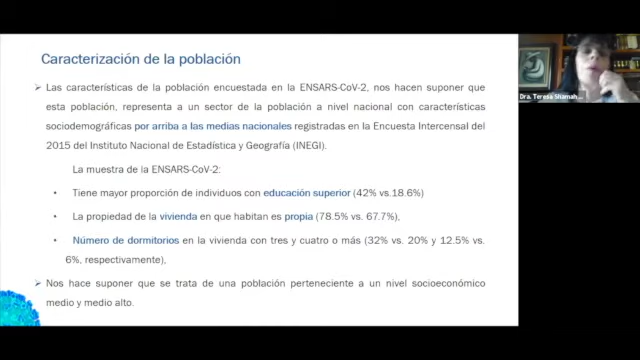 Caracterización de la población
➢ Las características de la población encuestada en la ENSARS-CoV-2, nos hacen suponer que
esta población, representa a un sector de la población a nivel nacional con características
sociodemográficas por arriba a las medias nacionales registradas en la Encuesta Intercensal del
2015 del Instituto Nacional de Estadística y Geografía (INEGI).
La muestra de la ENSARS-CoV-2:
• Tiene mayor proporción de individuos con educación superior (42% vs.18.6%)
• La propiedad de la vivienda en que habitan es propia (78.5% vs. 67.7%),
• Número de dormitorios en la vivienda con tres y cuatro o más (32% vs. 20% y 12.5% vs.
6%, respectivamente),
➢ Nos hace suponer que se trata de una población perteneciente a un nivel socioeconómico
medio y medio alto.
Dra. Teresa Shamah...